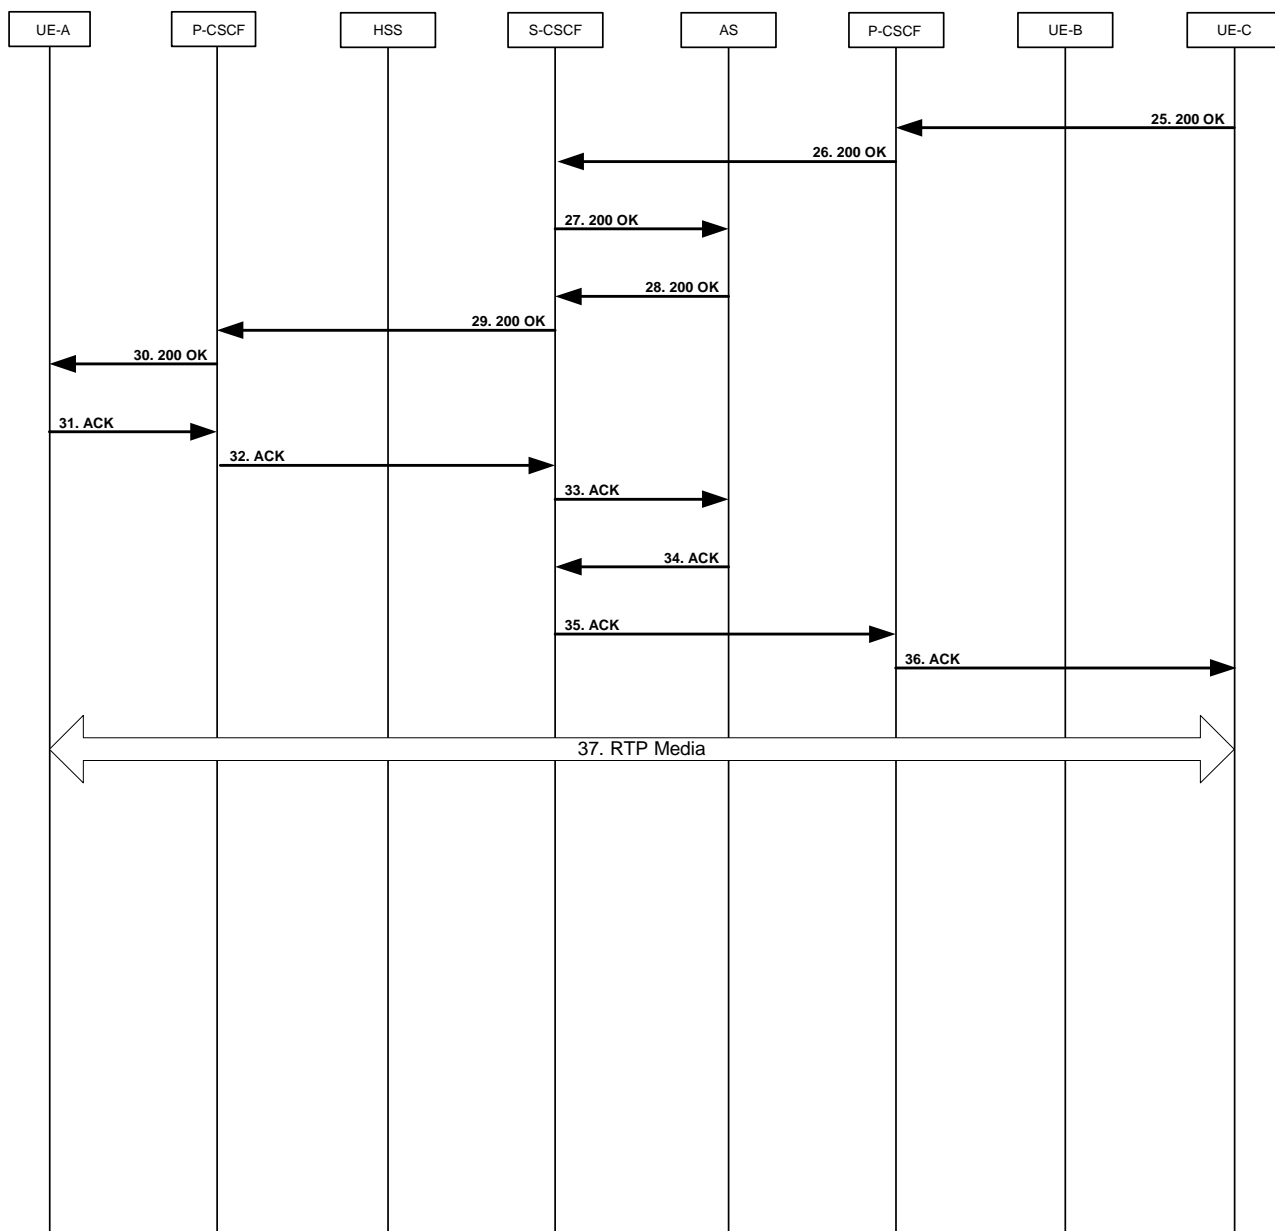 UE-A
P-CSCF
HSS
S-CSCF
AS
P-CSCF
UE-B
UE-C
25. 200 OK
26. 200 OK
27. 200 OK
28. 200 OK
29. 200 OK
30. 200 OK
31. ACK
32. ACK
33. ACK
34. ACK
35. ACK
36. ACK
37. RTP Media